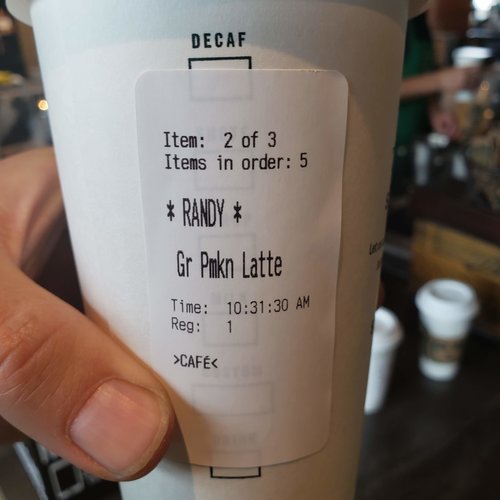 DECAF
Item: 2 of 3
Items in order: 5
* RANDY *
Gr Pmkn Latte
Time: 10:31:30 AM
Reg: 1
>CAFÉ<